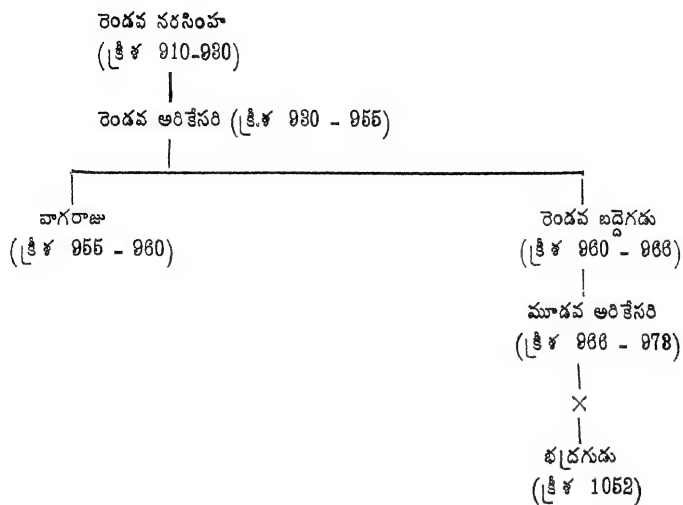 రెండవ నరసింహ
(క్రీ శ 910-930)
రెండవ అరికేసరి (క్రీ.శ 930 - 955)
వాగరాజు
(క్రీ శ 955 - 960)
రెండవ బద్దెగడు
(క్రీ శ 960 - 966)
మూడవ అరికేసరి
(క్రీ శ 966 - 973)
×
భద్రగుడు
(క్రీ శ 1052)